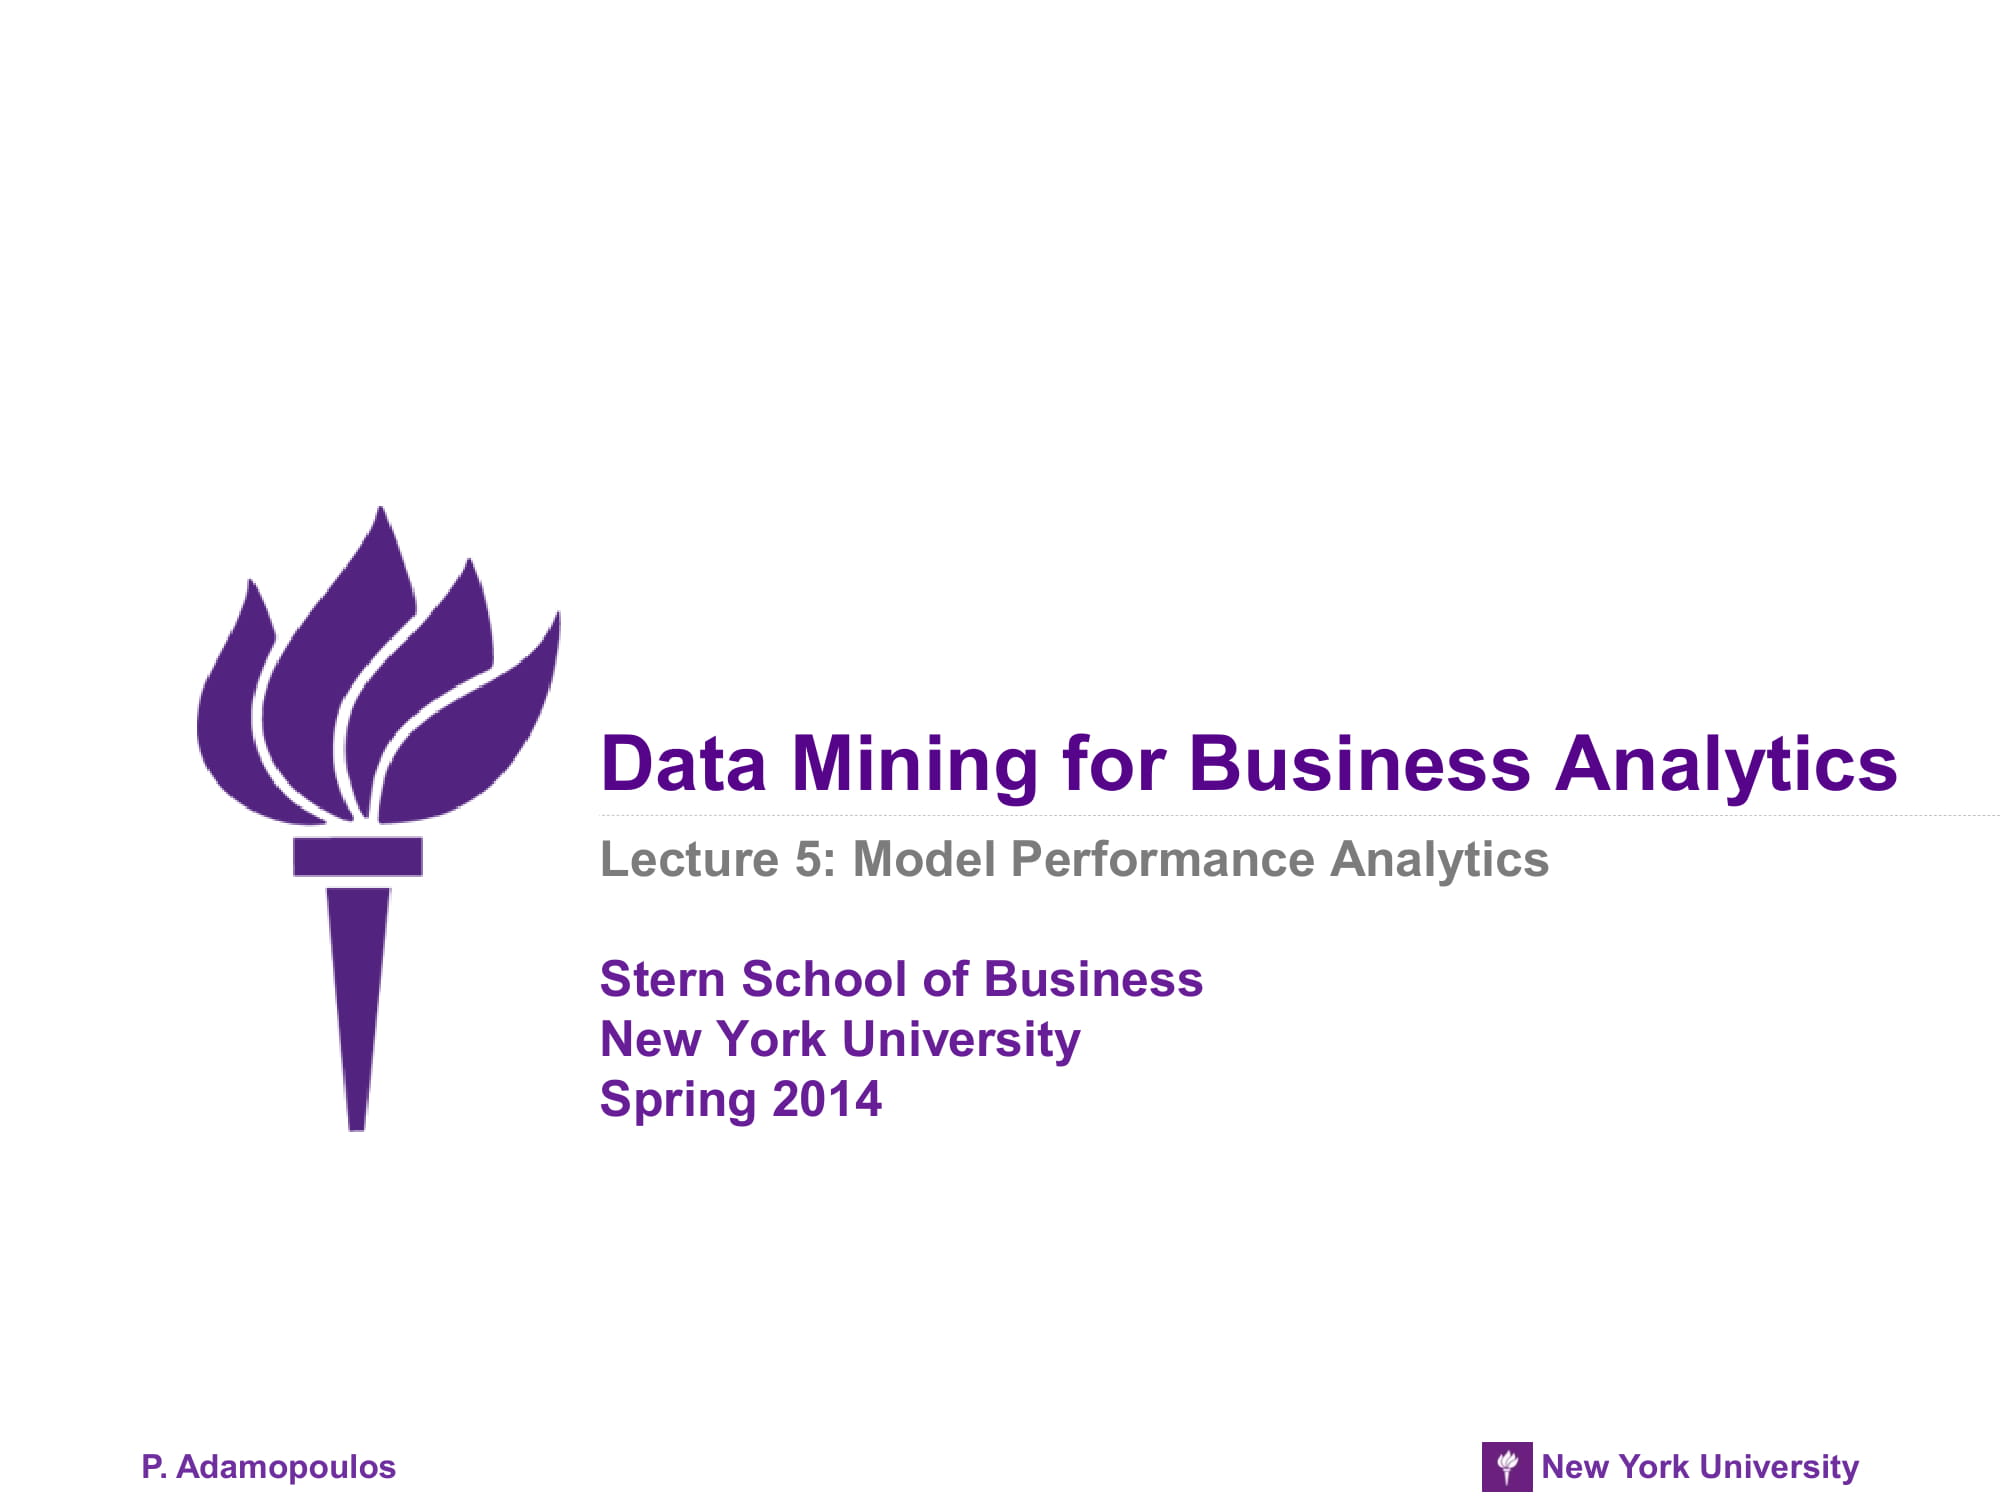 Data Mining for Business Analytics
Lecture 5: Model Performance Analytics
Stern School of Business
New York University
Spring 2014
P. Adamopoulos
New York University